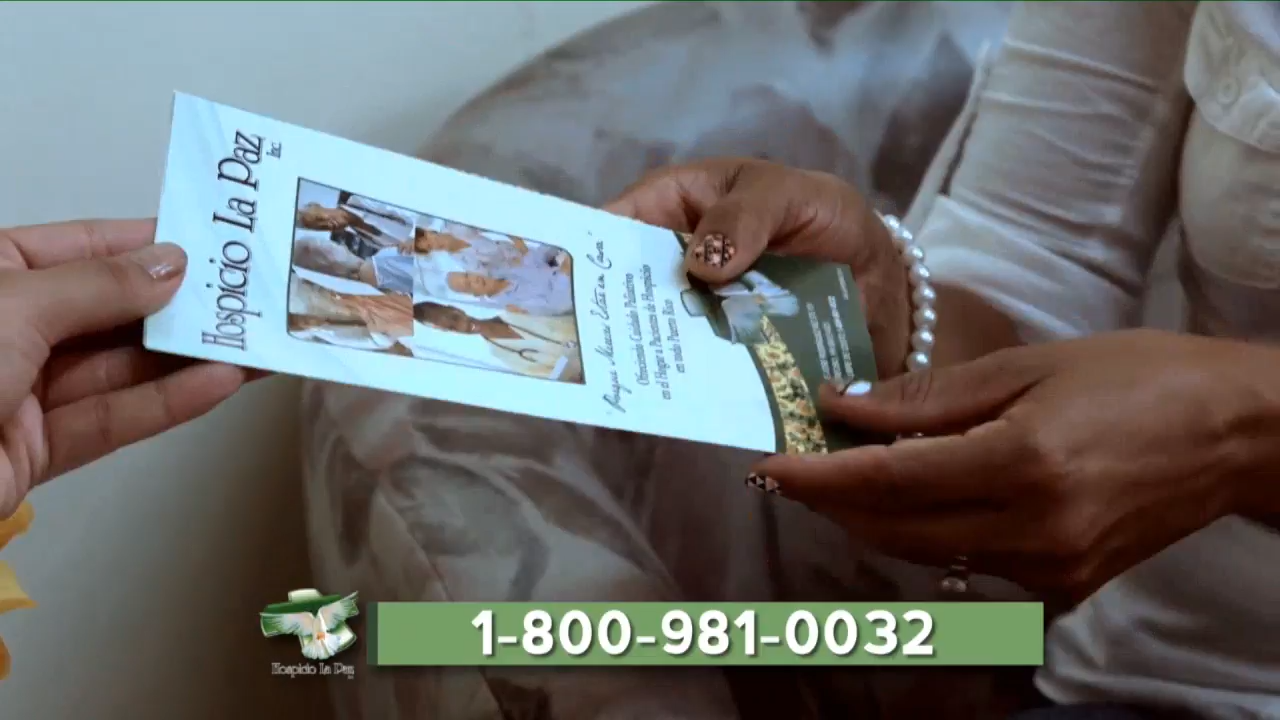 Hospicio La Paz
Inc.
"Porque Mereces Estar en Casa"
Ofreciendo Cuidado Paliativo
en el Hogar a Pacientes de Hospicio
en todo Puerto Rico
1-800-981-0032
Hospicio La Paz